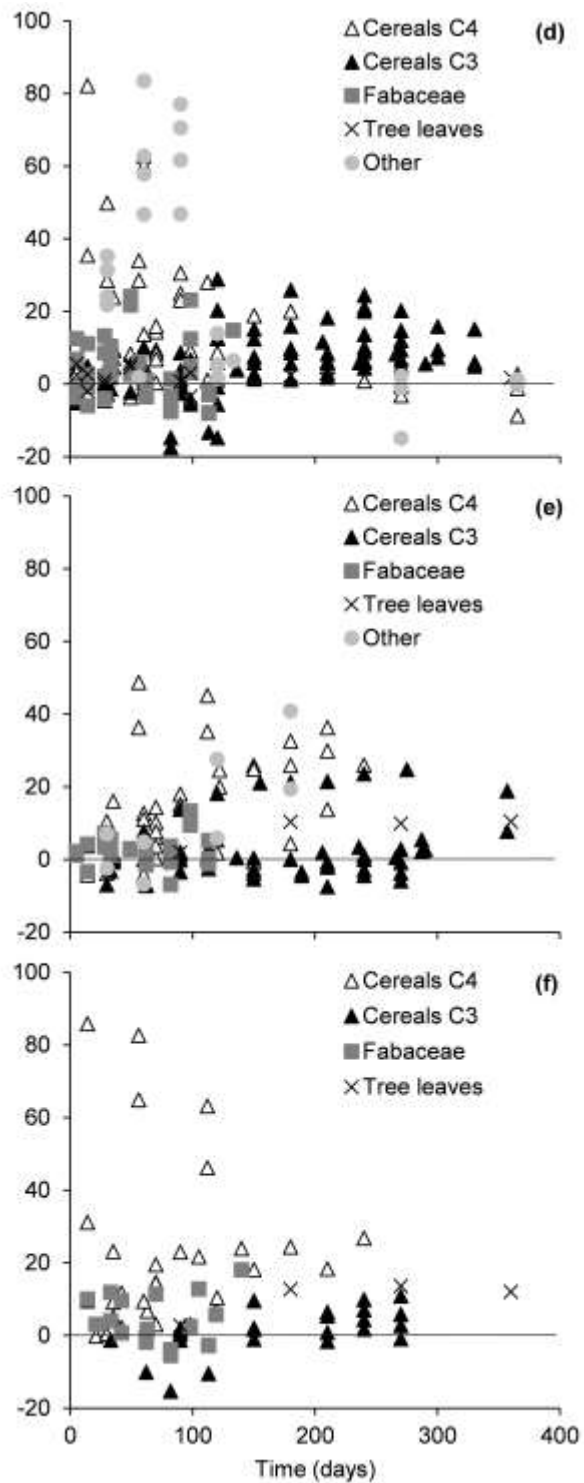 100
(d)
Cereals C4
80
Cereals C3
Fabaceae
60
Tree leaves
Other
40
20
0
-20
100
(e)
Cereals C4
80
Cereals C3
Fabaceae
60
Tree leaves
Other
40
20
0
-20
100
(f)
Cereals C4
80
Cereals C3
Fabaceae
60
Tree leaves
40
20
0
-20
0 100 200 300 400
Time (days)